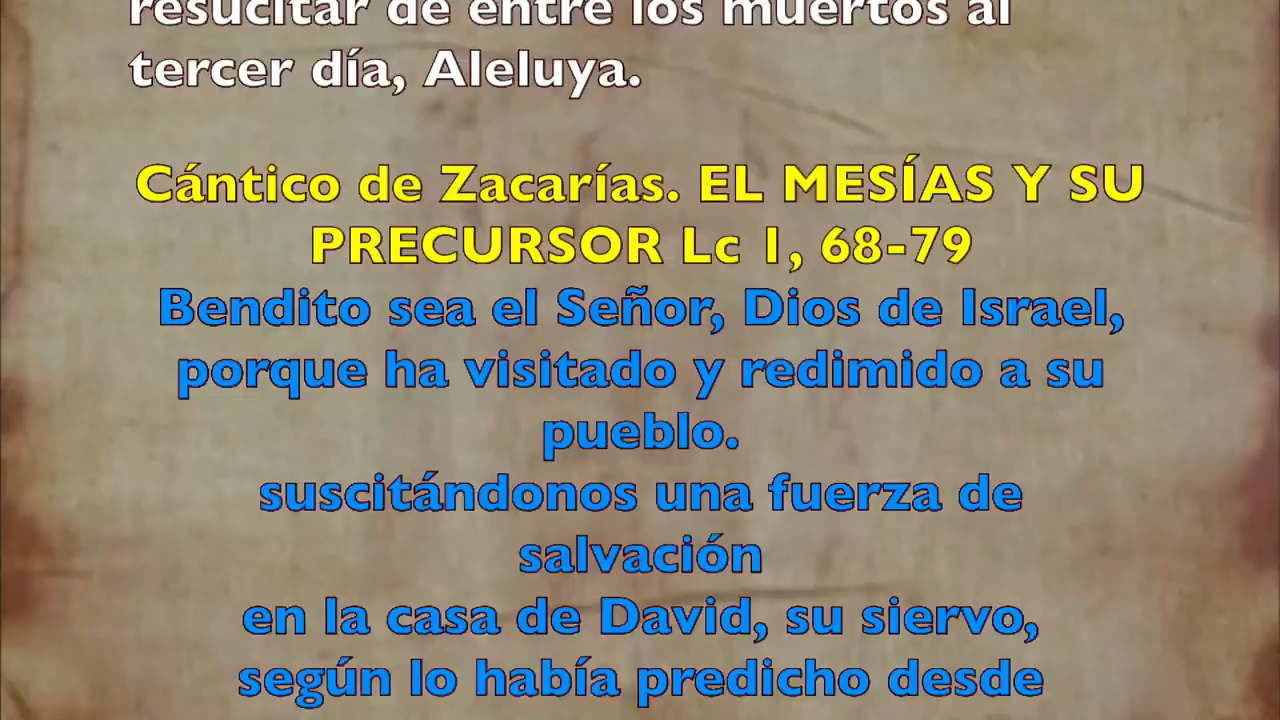 resucitar de entre los muertos al
tercer día, Aleluya.
Cántico de Zacarías. EL MESÍAS Y SU
PRECURSOR Lc 1, 68-79
Bendito sea el Señor, Dios de Israel,
porque ha visitado y redimido a su
pueblo.
suscitándonos una fuerza de
salvación
en la casa de David, su siervo,
según lo había predicho desde